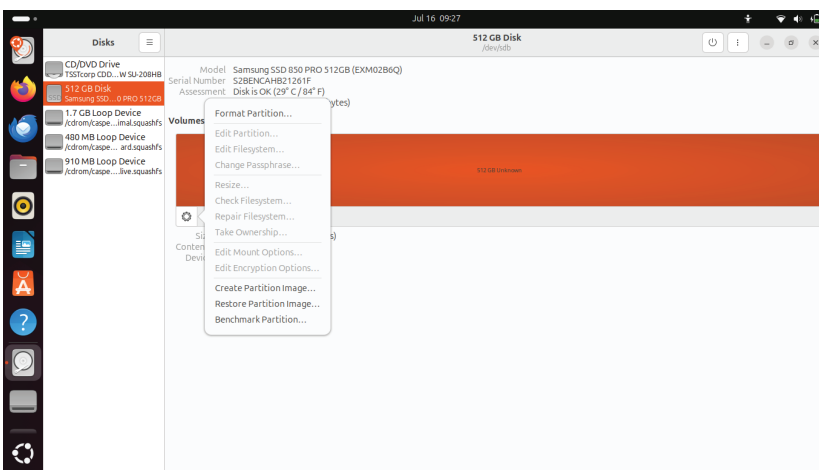 Jul 16 09:27
Disks
512 GB Disk
/dev/sdb
CD/DVD Drive
TSSTcorp CDD... W SU-208HB
512 GB Disk
Samsung SSD...0 PRO 512GB
1.7 GB Loop Device
/cdrom/caspe...imal.squashfs
480 MB Loop Device
/cdrom/caspe... ard.squashfs
910 MB Loop Device
/cdrom/caspe....live.squashfs
Model Samsung SSD 850 PRO 512GB (EXM02B6Q)
Serial Number S2BENCAHB21261F
Assessment Disk is OK (29° C / 84° F)
ytes)
Volumes
512 GB Unknown
Siz
s)
Conten
Devi
Format Partition...
Edit Partition...
Edit Filesystem...
Change Passphrase...
Resize...
Check Filesystem...
Repair Filesystem...
Take Ownership...
Edit Mount Options...
Edit Encryption Options...
Create Partition Image...
Restore Partition Image...
Benchmark Partition...